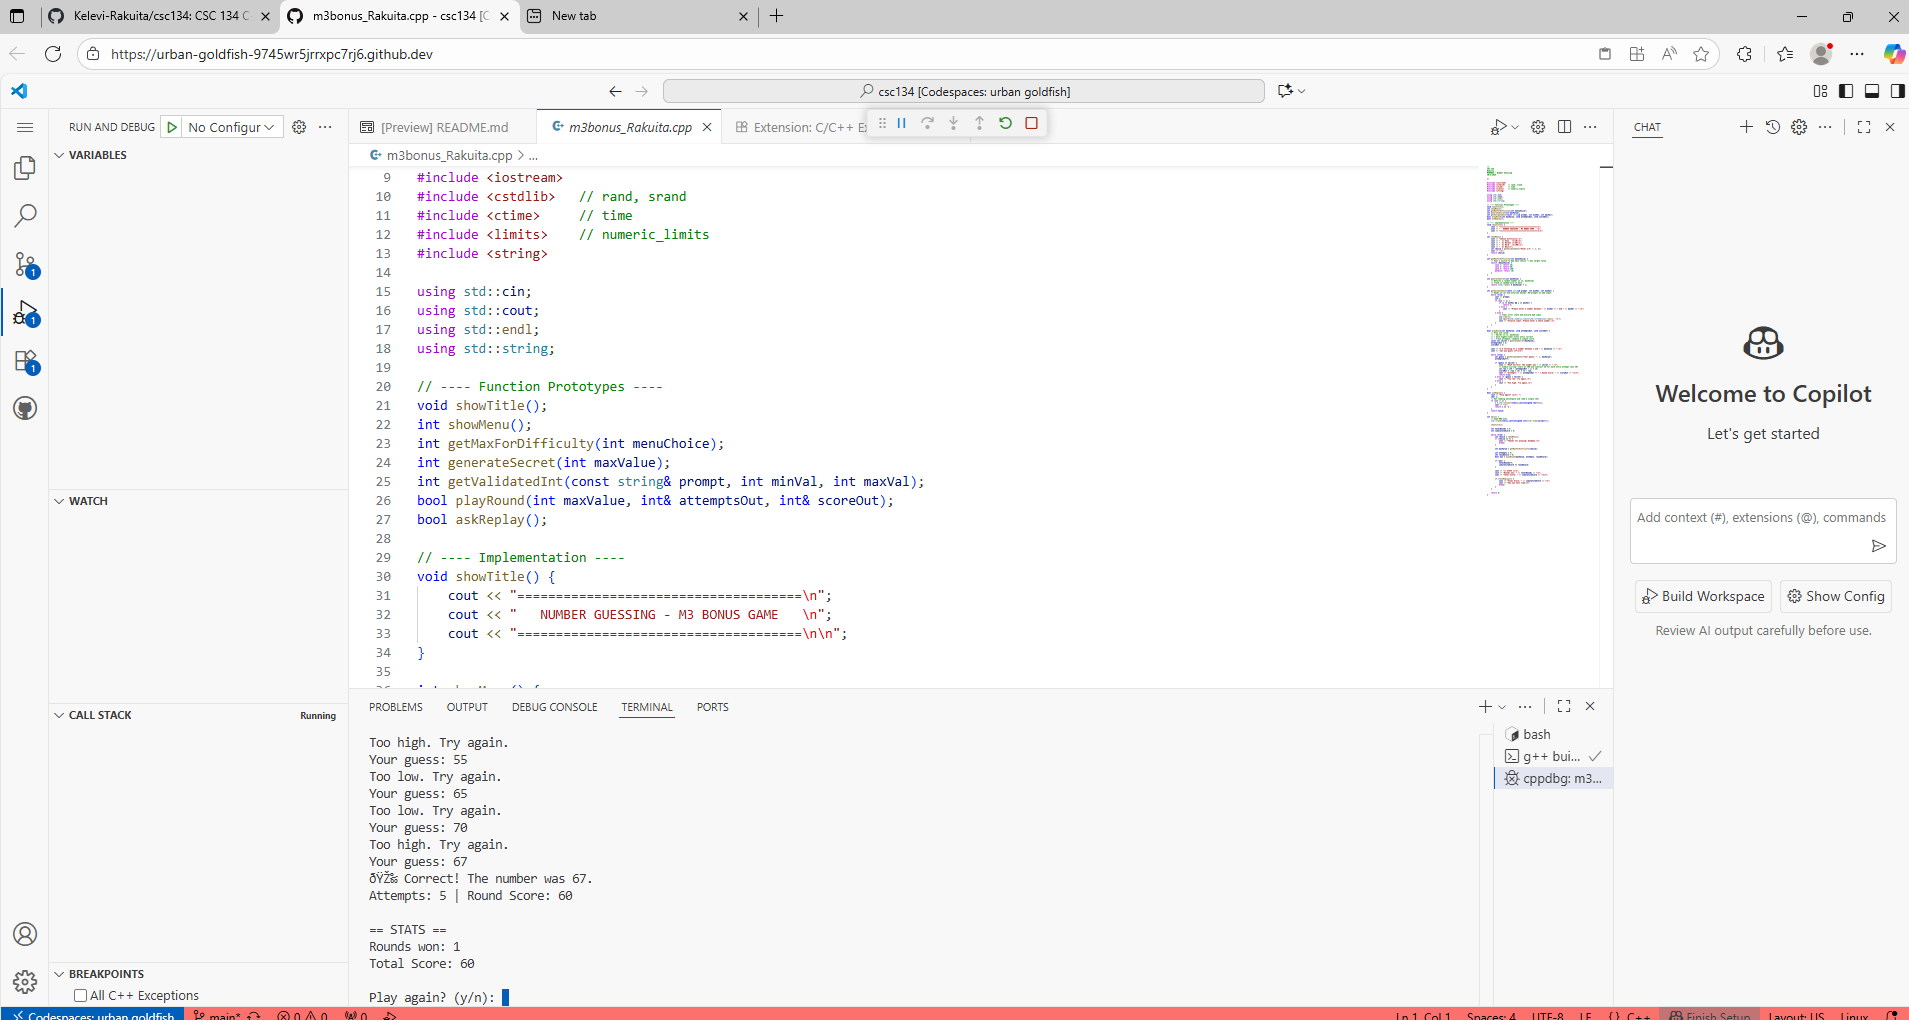 Kelevi-Rakuita/csc134: CSC 134 C
m3bonus_Rakuita.cpp - csc134 [C
New tab
https://urban-goldfish-9745wr5jrrxpc7rj6.github.dev
csc134 [Codespaces: urban goldfish]
RUN AND DEBUG
No Configur
[Preview] README.md
m3bonus_Rakuita.cpp
Extension: C/C++ Ex
CHAT
VARIABLES
m3bonus_Rakuita.cpp > ...
9 #include <iostream>
10 #include <cstdlib>   // rand, srand
11 #include <ctime>     // time
12 #include <limits>    // numeric_limits
13 #include <string>
14
15 using std::cin;
16 using std::cout;
17 using std::endl;
18 using std::string;
19
20 // ---- Function Prototypes ----
21 void showTitle();
22 int showMenu();
23 int getMaxForDifficulty(int menuChoice);
24 int generateSecret(int maxValue);
25 int getValidatedInt(const string& prompt, int minVal, int maxVal);
26 bool playRound(int maxValue, int& attemptsOut, int& scoreOut);
27 bool askReplay();
28
29 // ---- Implementation ----
30 void showTitle() {
31     cout << "=====================================\n";
32     cout << "   NUMBER GUESSING - M3 BONUS GAME   \n";
33     cout << "=====================================\n\n";
34 }
35
Welcome to Copilot
Let's get started
Add context (#), extensions (@), commands
Build Workspace
Show Config
Review AI output carefully before use.
WATCH
CALL STACK
Running
BREAKPOINTS
All C++ Exceptions
1
1
1
PROBLEMS
OUTPUT
DEBUG CONSOLE
TERMINAL
PORTS
Too high. Try again.
Your guess: 55
Too low. Try again.
Your guess: 65
Too low. Try again.
Your guess: 70
Too high. Try again.
Your guess: 67
ðŸŽ‰ Correct! The number was 67.
Attempts: 5 | Round Score: 60
== STATS ==
Rounds won: 1
Total Score: 60
Play again? (y/n):
bash
g++ bui...
cppdbg: m3...
Codespaces: urban goldfish
main*
0 0
0
Ln 1, Col 1
Spaces: 4
UTF-8
LF
{} C++
Finish Setup
Layout: US
Linux